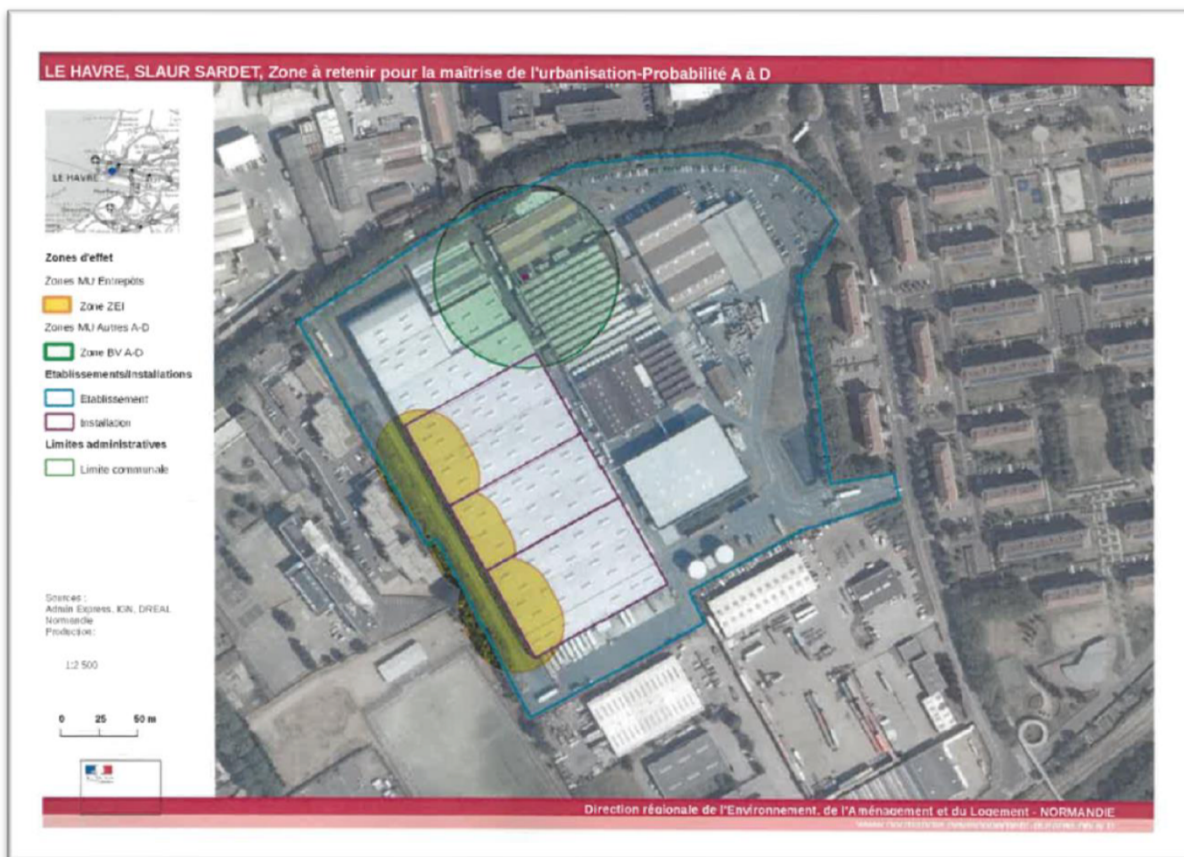 LE HAVRE, SLAUR SARDET, Zone à retenir pour la maîtrise de l'urbanisation-Probabilité A à D
LE HAVRE
Zones d'effet
Zones MU Entrepôts
Zone ZEI
Zones MU Autres A-D
Zone BV A-D
Etablissements/Installations
Etablissement
Installation
Limites administratives
Limite communale
Sources :
Admin Express, IGN, DREAL
Normandie
Production:
1:2 500
0 25 50 m
Direction régionale de l'Environnement, de l'Aménagement et du Logement - NORMANDIE